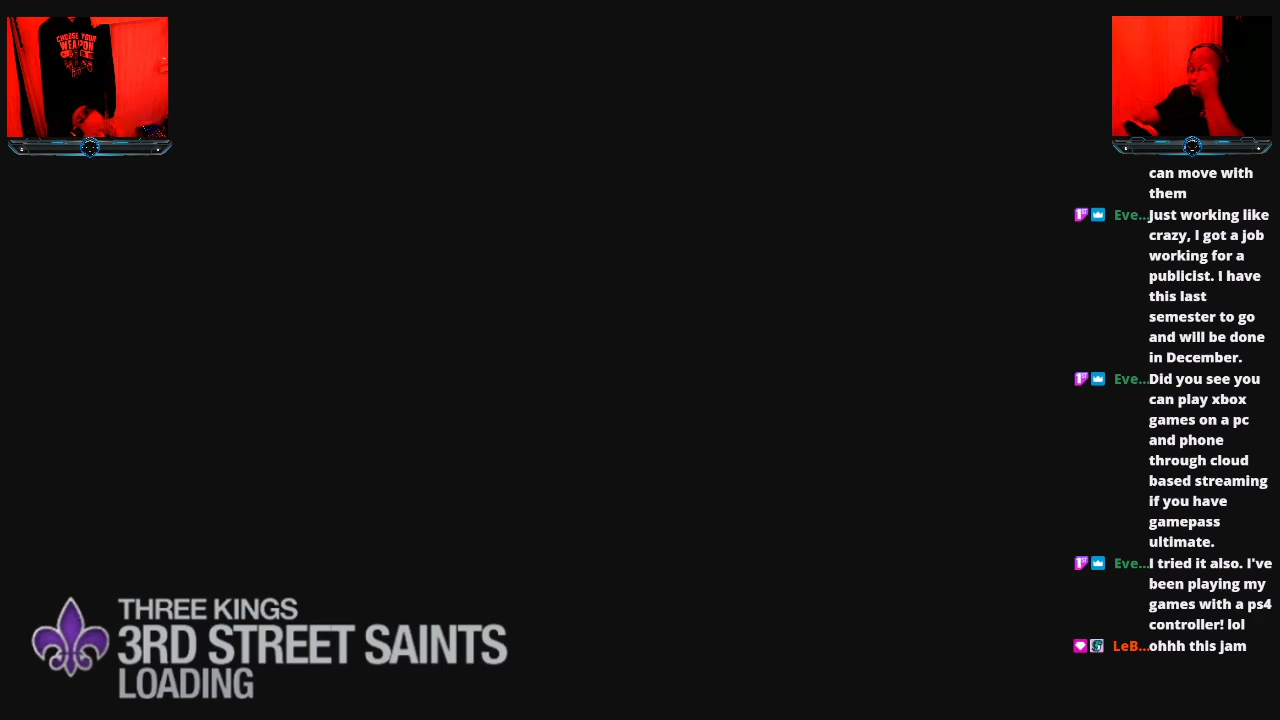 CHOOSE YOUR
WEAPON
can move with
them
Eve... Just working like
crazy, I got a job
working for a
publicist. I have
this last
semester to go
and will be done
in December.
Eve... Did you see you
can play xbox
games on a pc
and phone
through cloud
based streaming
if you have
gamepass
ultimate.
Eve... I tried it also. I've
been playing my
games with a ps4
controller! lol
LeB... ohhh this jam
THREE KINGS
3RD STREET SAINTS
LOADING